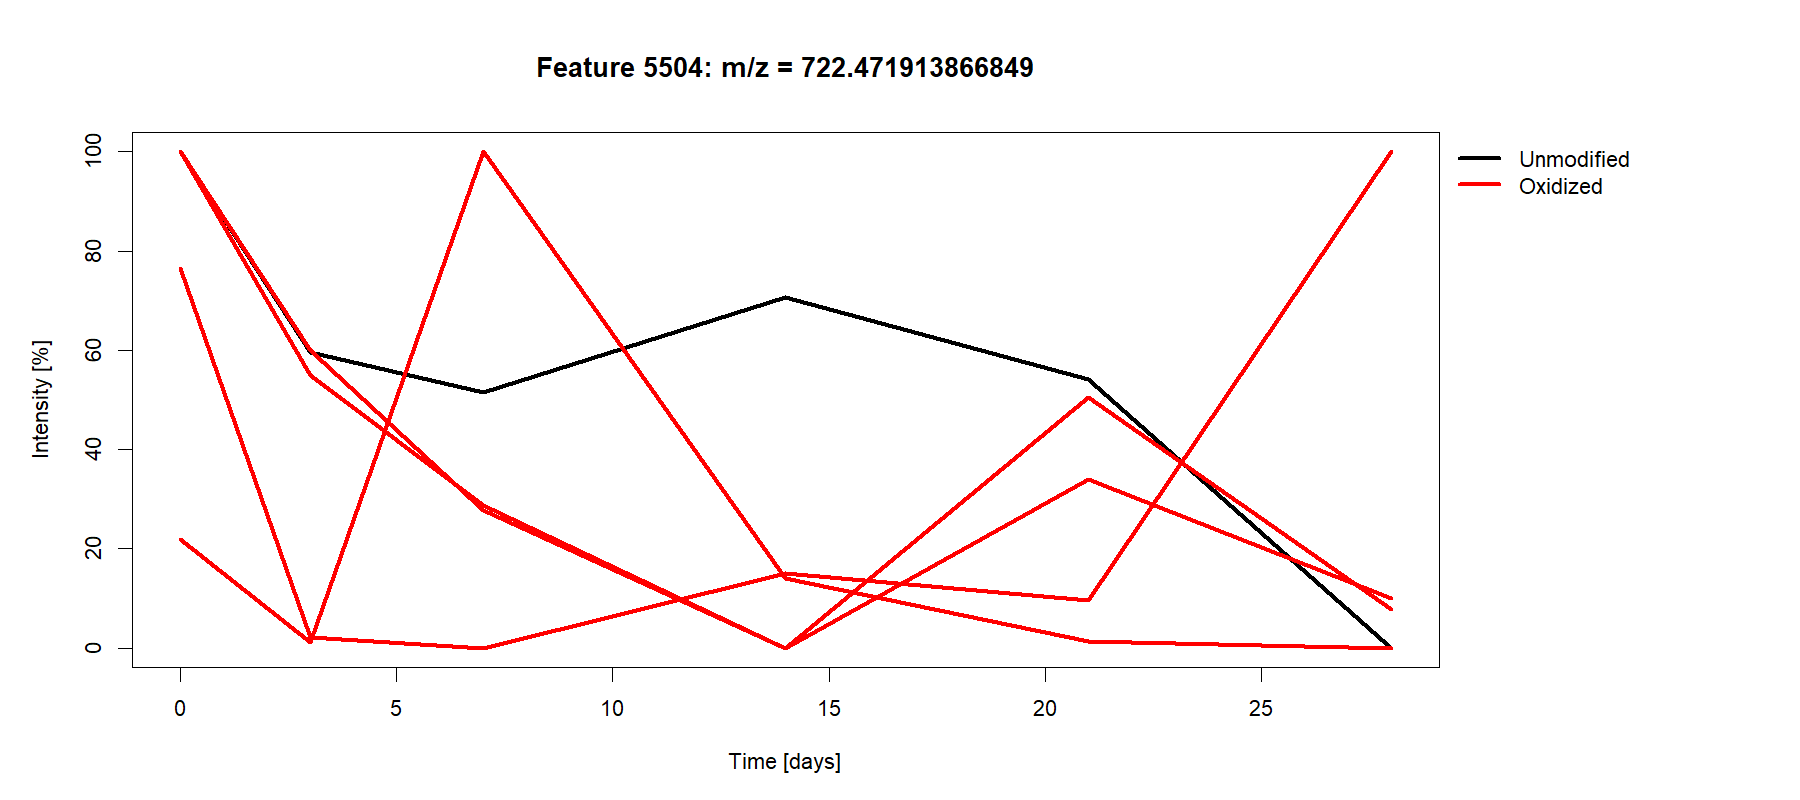 Feature 5504: m/z = 722.471913866849
Unmodified
Oxidized
Intensity [%]
100
80
60
40
20
0
0 5 10 15 20 25
Time [days]